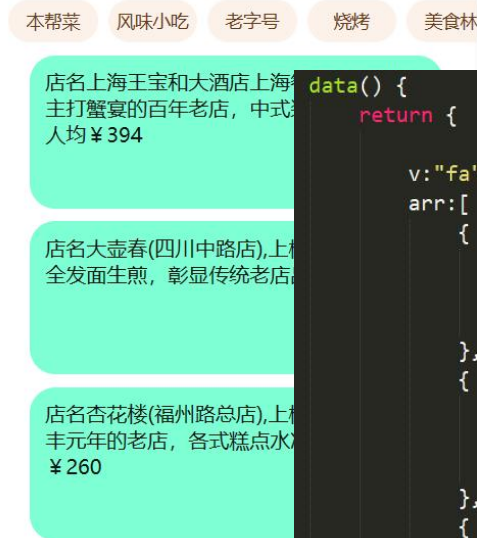 本帮菜 风味小吃 老字号 烧烤 美食林
店名上海王宝和大酒店上海
主打蟹宴的百年老店，中式
人均￥394
店名大壶春(四川中路店),上
全发面生煎，彰显传统老店
店名杏花楼(福州路总店),上
丰元年的老店，各式糕点水
￥260
data() {
return {
v:"fa"
arr:[
{
},
{
},
{